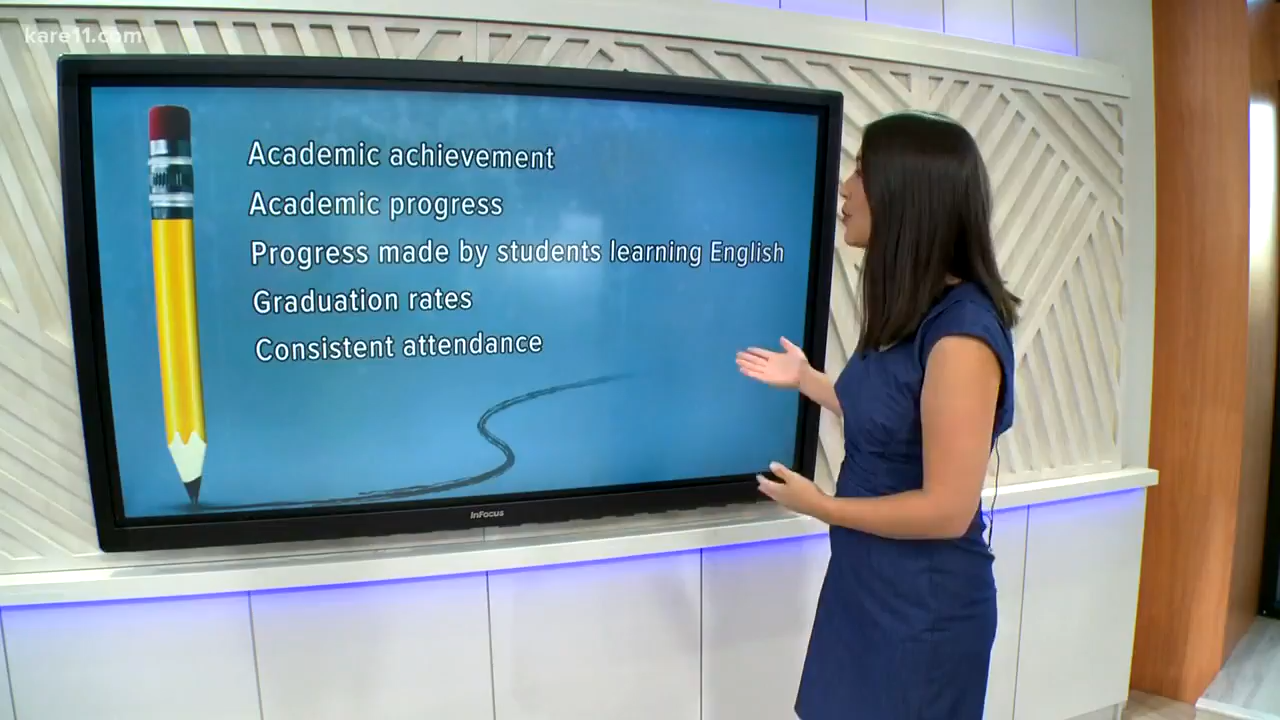 kare11.com
Academic achievement
Academic progress
Progress made by students learning English
Graduation rates
Consistent attendance
InFocus